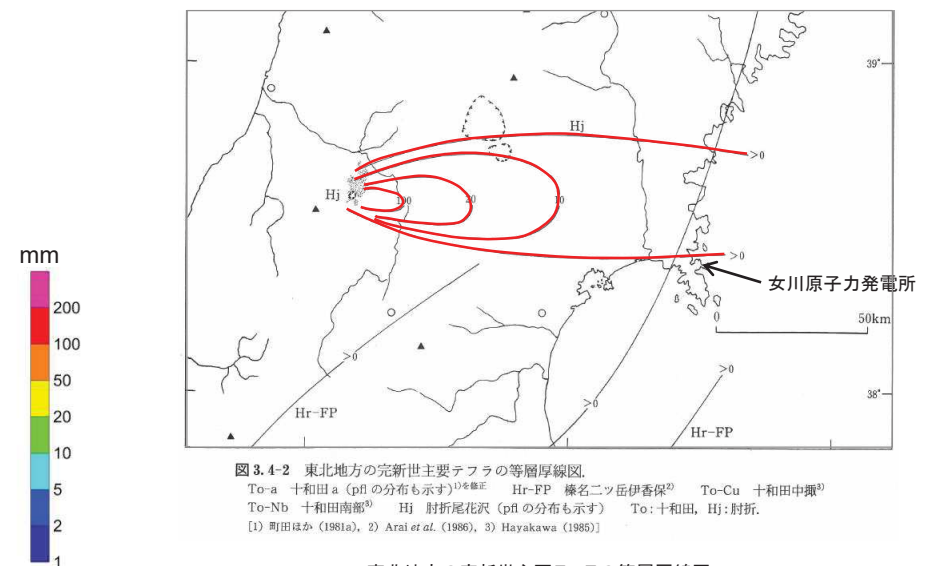 39°
Hj
>0
Hj
100
20
10
>0
mm
200
100
50
20
10
5
2
1
女川原子力発電所
0
50km
>0
>0
38°
>0
Hr-FP
Hr-FP
図 3.4-2 東北地方の完新世主要テフラの等層厚線図.
To-a 十和田 a (pfl の分布も示す)1)を修正 Hr-FP 榛名二ッ岳伊香保2) To-Cu 十和田中掫3)
To-Nb 十和田南部3) Hj 肘折尾花沢 (pfl の分布も示す) To:十和田, Hj:肘折.
[1) 町田ほか (1981a), 2) Arai et al. (1986), 3) Hayakawa (1985)]